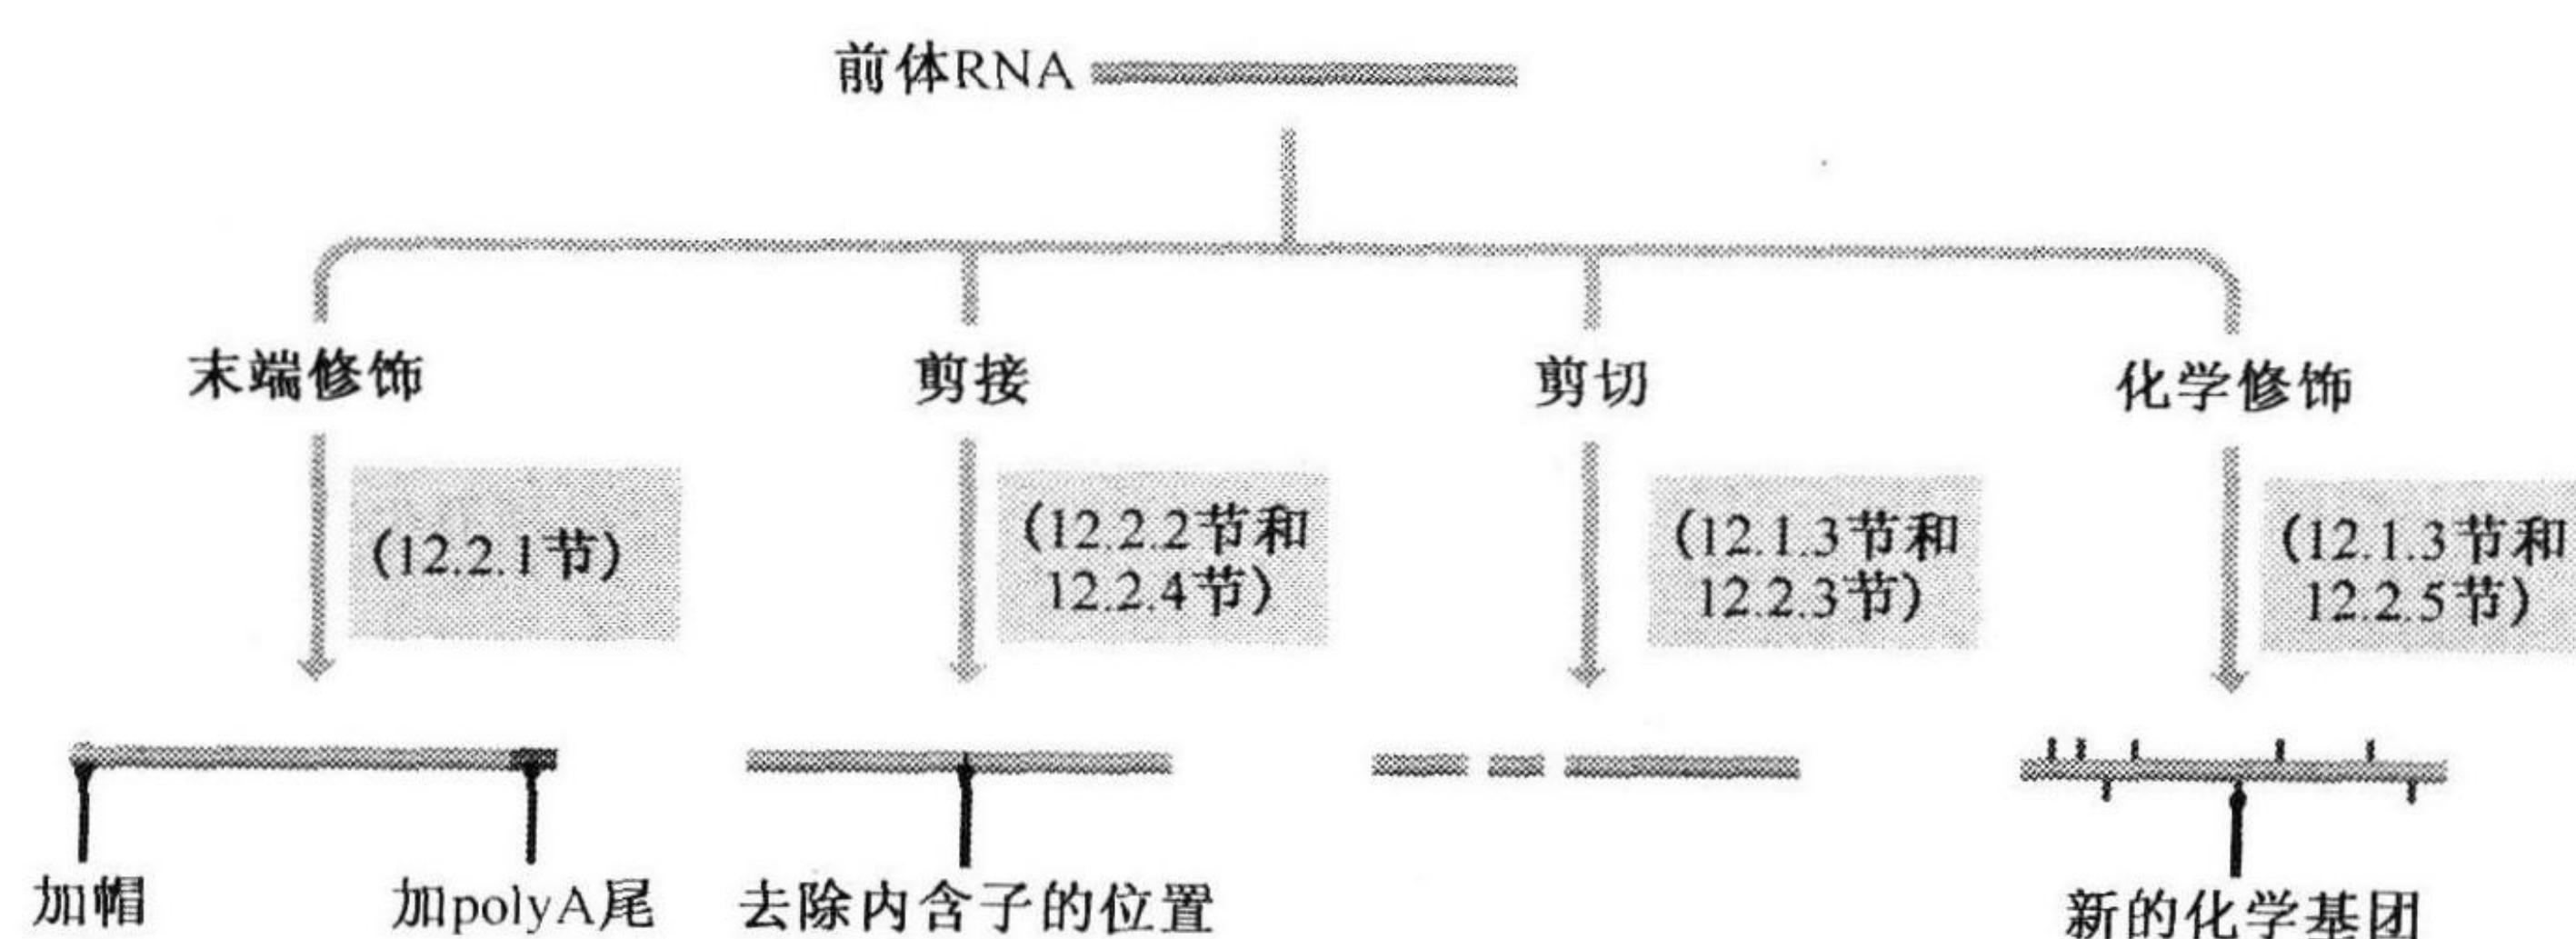 前体RNA
末端修饰
剪接
剪切
化学修饰
(12.2.1节)
(12.2.2节和
12.2.4节)
(12.1.3节和
12.2.3节)
(12.1.3节和
12.2.5节)
加帽
加polyA尾
去除内含子的位置
新的化学基团